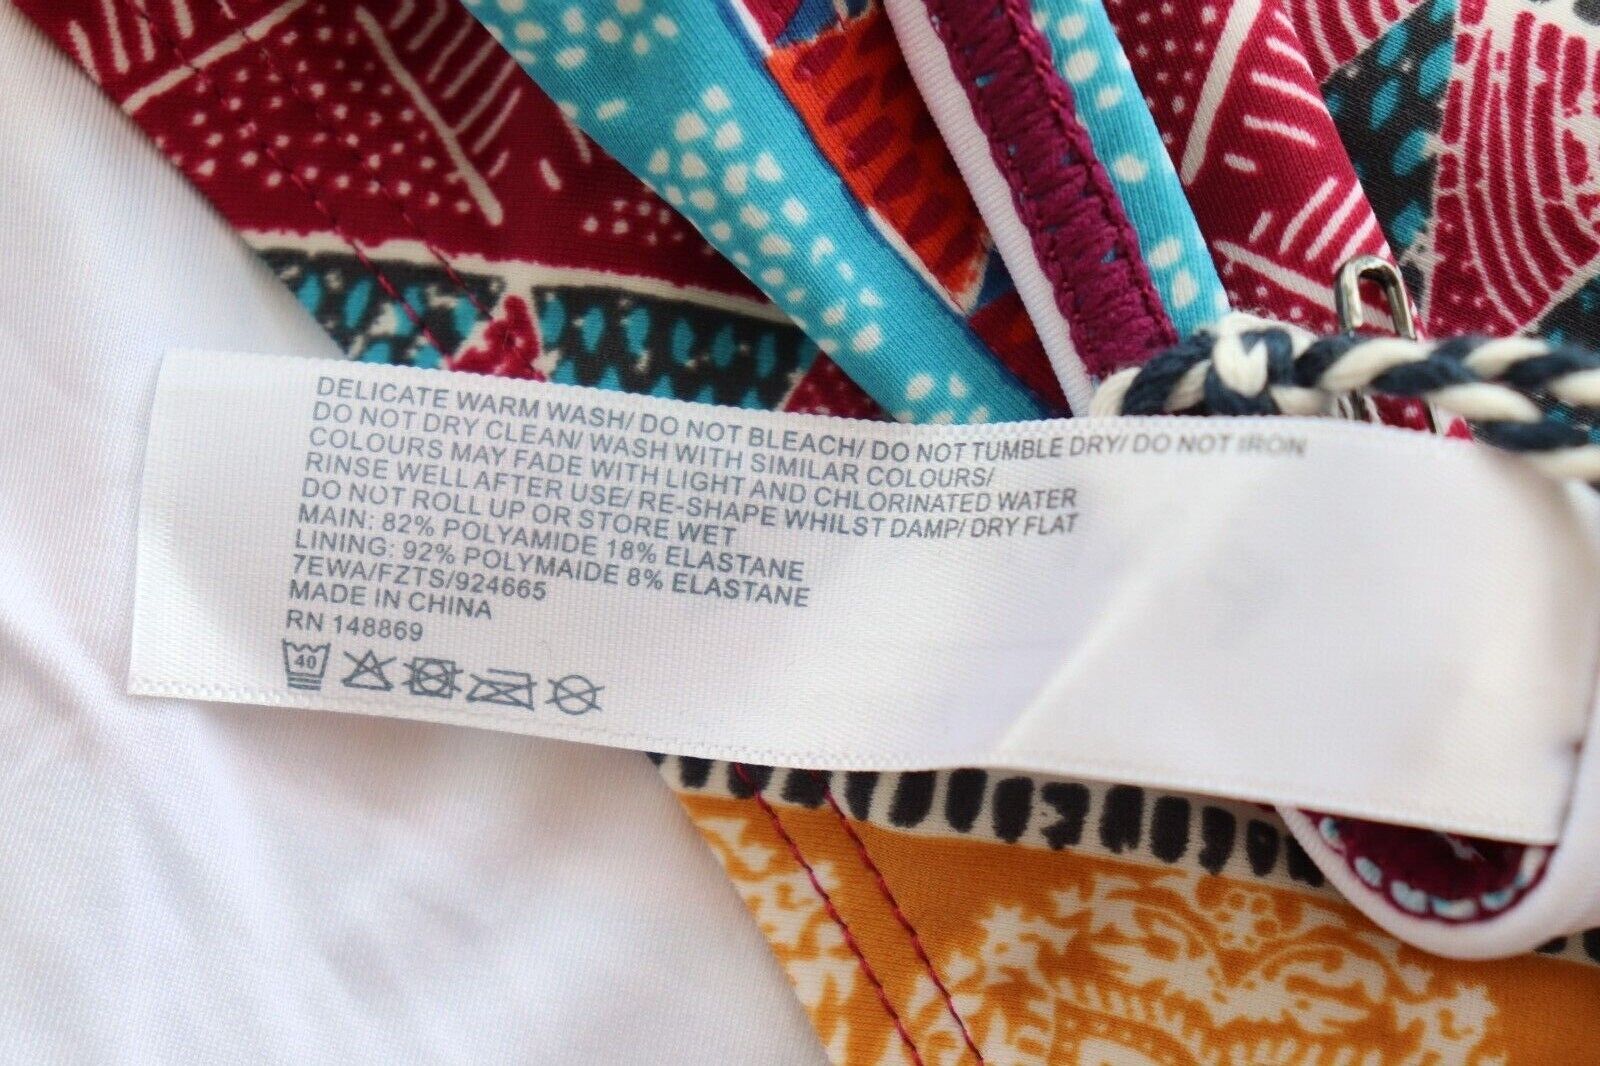 DELICATE WARM WASH/ DO NOT BLEACH/ DO NOT TUMBLE DRY/ DO NOT IRON
DO NOT DRY CLEAN/ WASH WITH SIMILAR COLOURS/
COLOURS MAY FADE WITH LIGHT AND CHLORINATED WATER
RINSE WELL AFTER USE/ RE-SHAPE WHILST DAMP/ DRY FLAT
DO NOT ROLL UP OR STORE WET
MAIN: 82% POLYAMIDE 18% ELASTANE
LINING: 92% POLYMAIDE 8% ELASTANE
7EWA/FZTS/924665
MADE IN CHINA
RN 148869
40